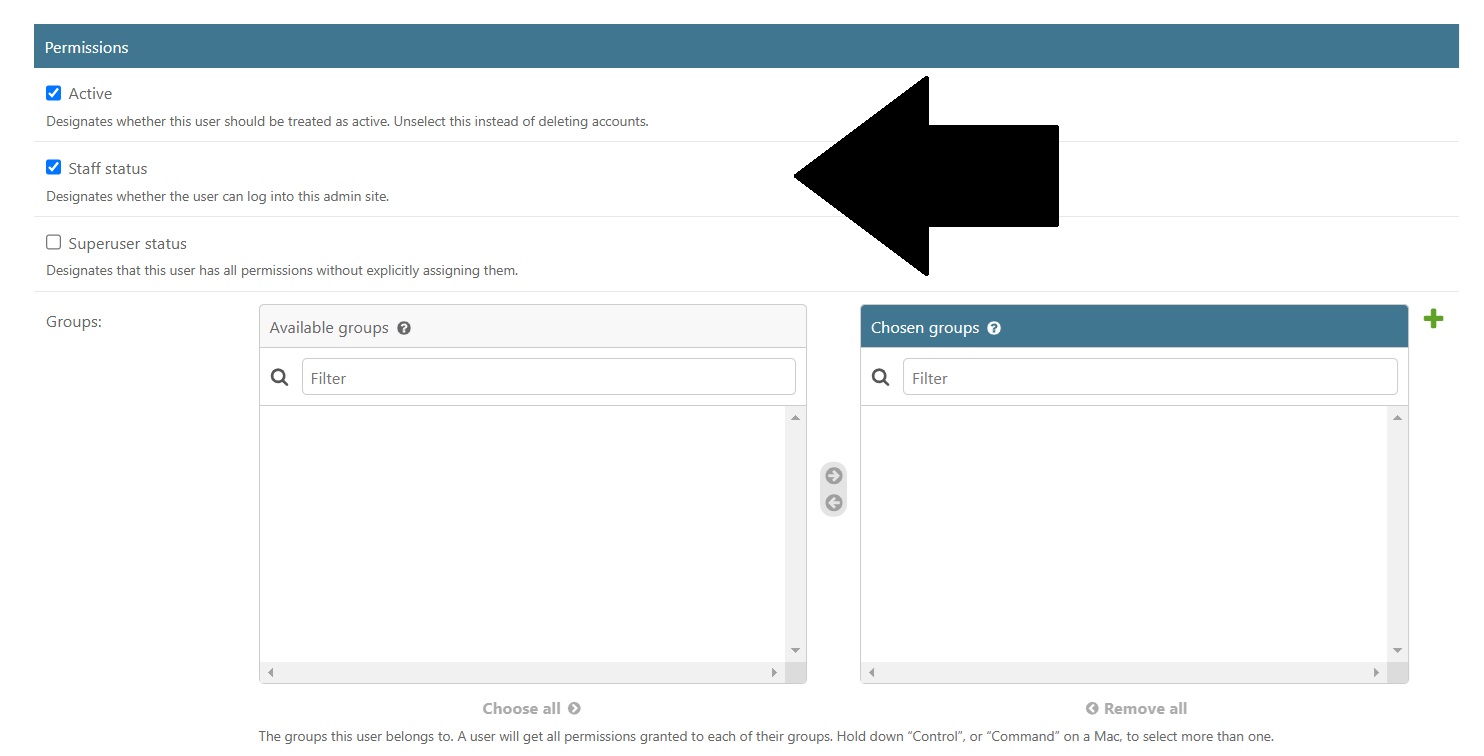 Permissions
Active
Designates whether this user should be treated as active. Unselect this instead of deleting accounts.
Staff status
Designates whether the user can log into this admin site.
Superuser status
Designates that this user has all permissions without explicitly assigning them.
Groups:
Available groups
Filter
Choose all
Chosen groups
Filter
Remove all
The groups this user belongs to. A user will get all permissions granted to each of their groups. Hold down “Control”, or “Command” on a Mac, to select more than one.